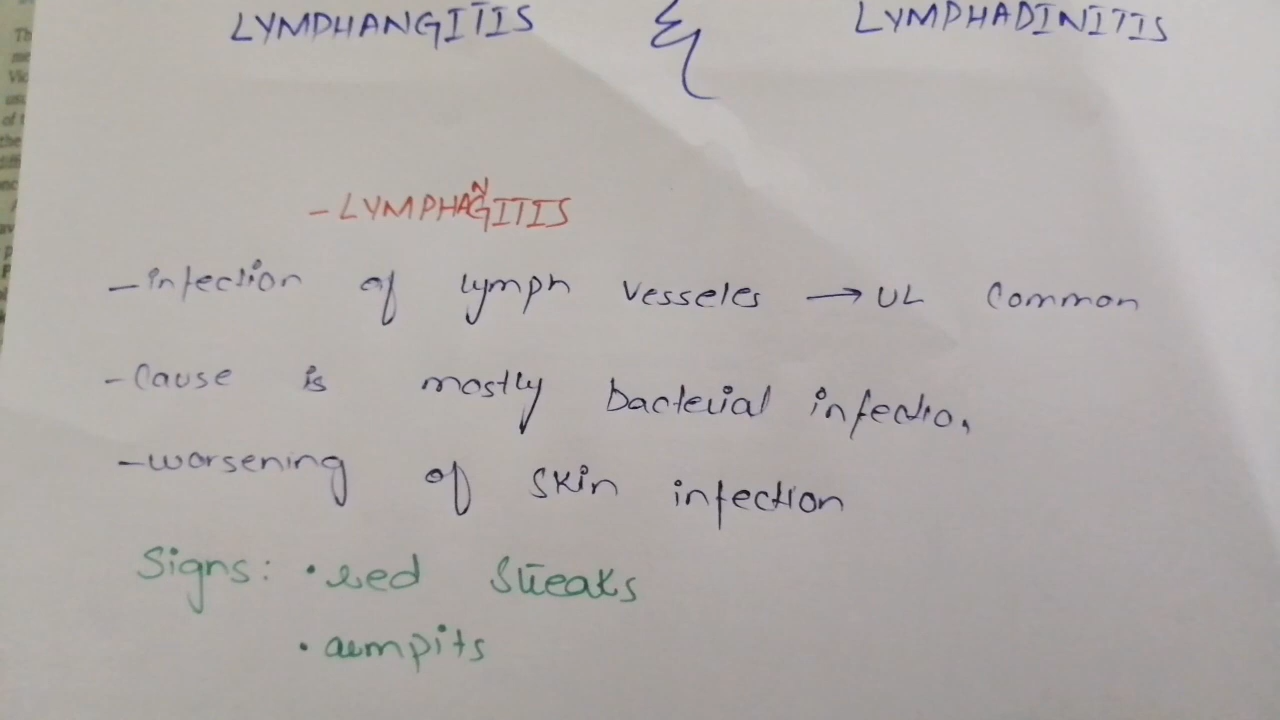 LYMPHANGITIS & LYMPHADINITIS
- LYMPHANGITIS
- infection of lymph vesseles → UL common
- Cause is mostly bacterial infection
- worsening of skin infection
Signs: • red streaks
• armpits